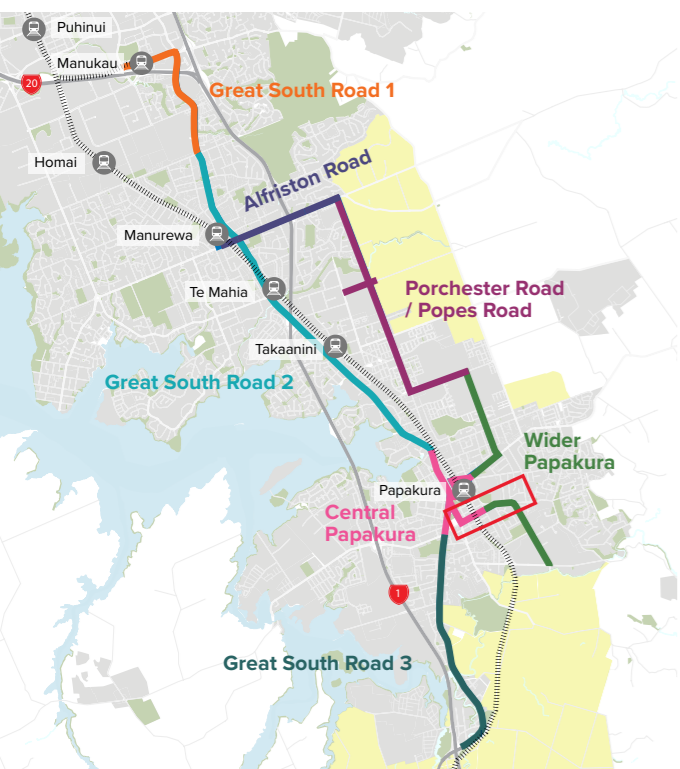 Puhinui
Manukau
20
Great South Road 1
Homai
Alfriston Road
Manurewa
Te Mahia
Porchester Road
/ Popes Road
Takaanini
Great South Road 2
Wider
Papakura
Papakura
Central
Papakura
1
Great South Road 3